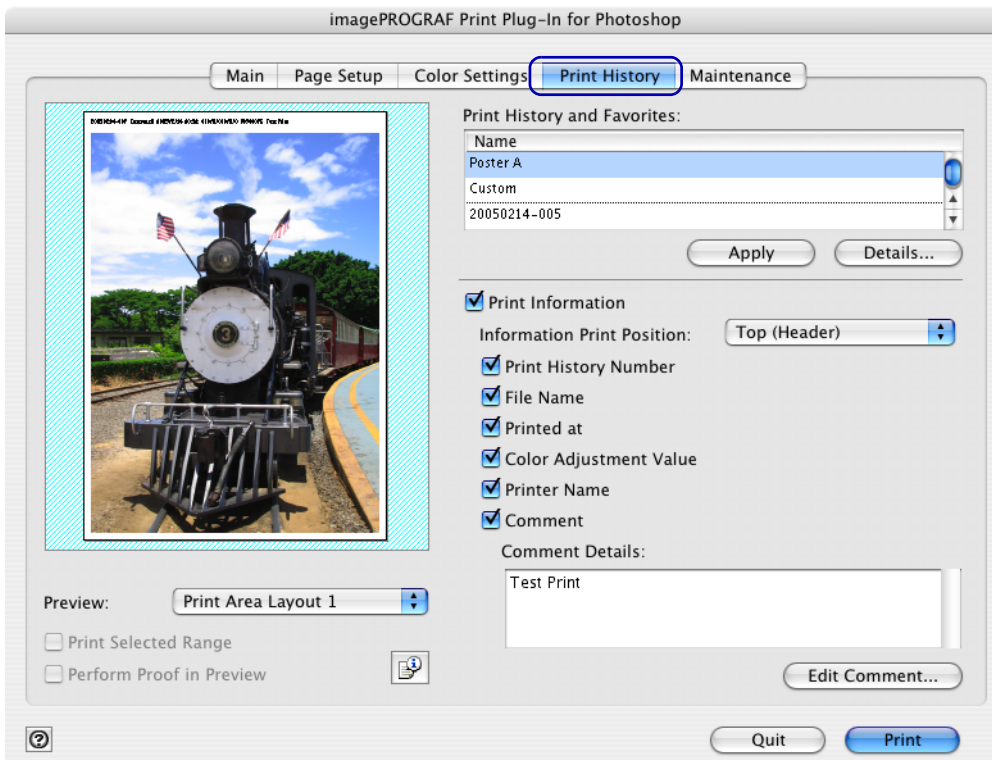 imagePROGRAF Print Plug-In for Photoshop
Main Page Setup Color Settings Print History Maintenance
Print History and Favorites:
Name
Poster A
Custom
20050214-005
Apply Details...
Print Information
Information Print Position: Top (Header)
Print History Number
File Name
Printed at
Color Adjustment Value
Printer Name
Comment
Comment Details:
Test Print
Edit Comment...
3
3
Preview: Print Area Layout 1
Print Selected Range
Perform Proof in Preview
Quit Print